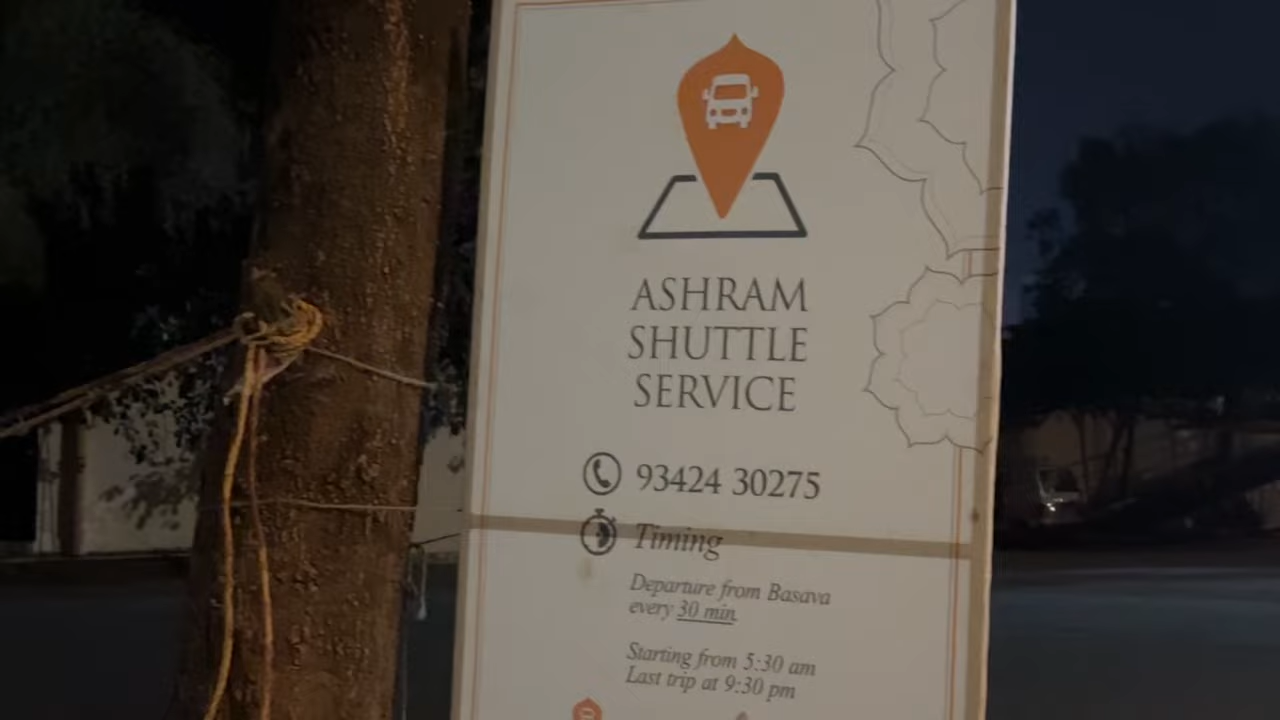 ASHRAM
SHUTTLE
SERVICE
93424 30275
Timing
Departure from Basava
every 30 min.
Starting from 5:30 am
Last trip at 9:30 pm